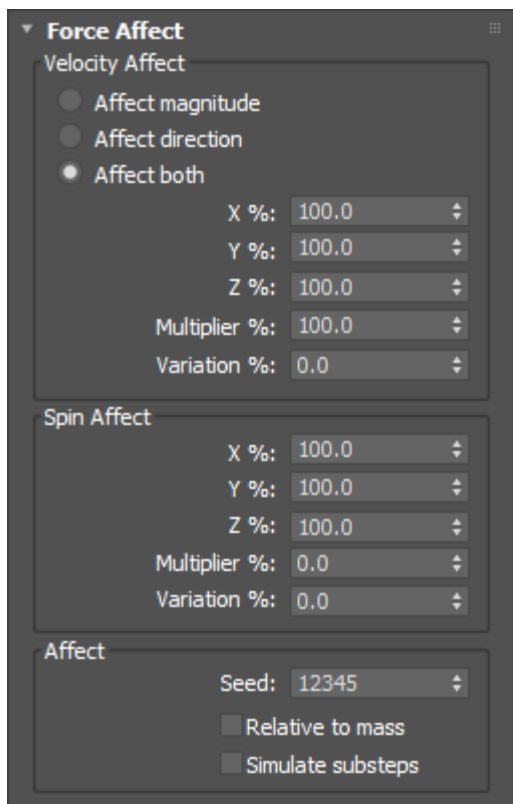 Force Affect
Velocity Affect
Affect magnitude
Affect direction
Affect both
X %: 100.0
Y %: 100.0
Z %: 100.0
Multiplier %: 100.0
Variation %: 0.0
Spin Affect
X %: 100.0
Y %: 100.0
Z %: 100.0
Multiplier %: 0.0
Variation %: 0.0
Affect
Seed: 12345
Relative to mass
Simulate substeps